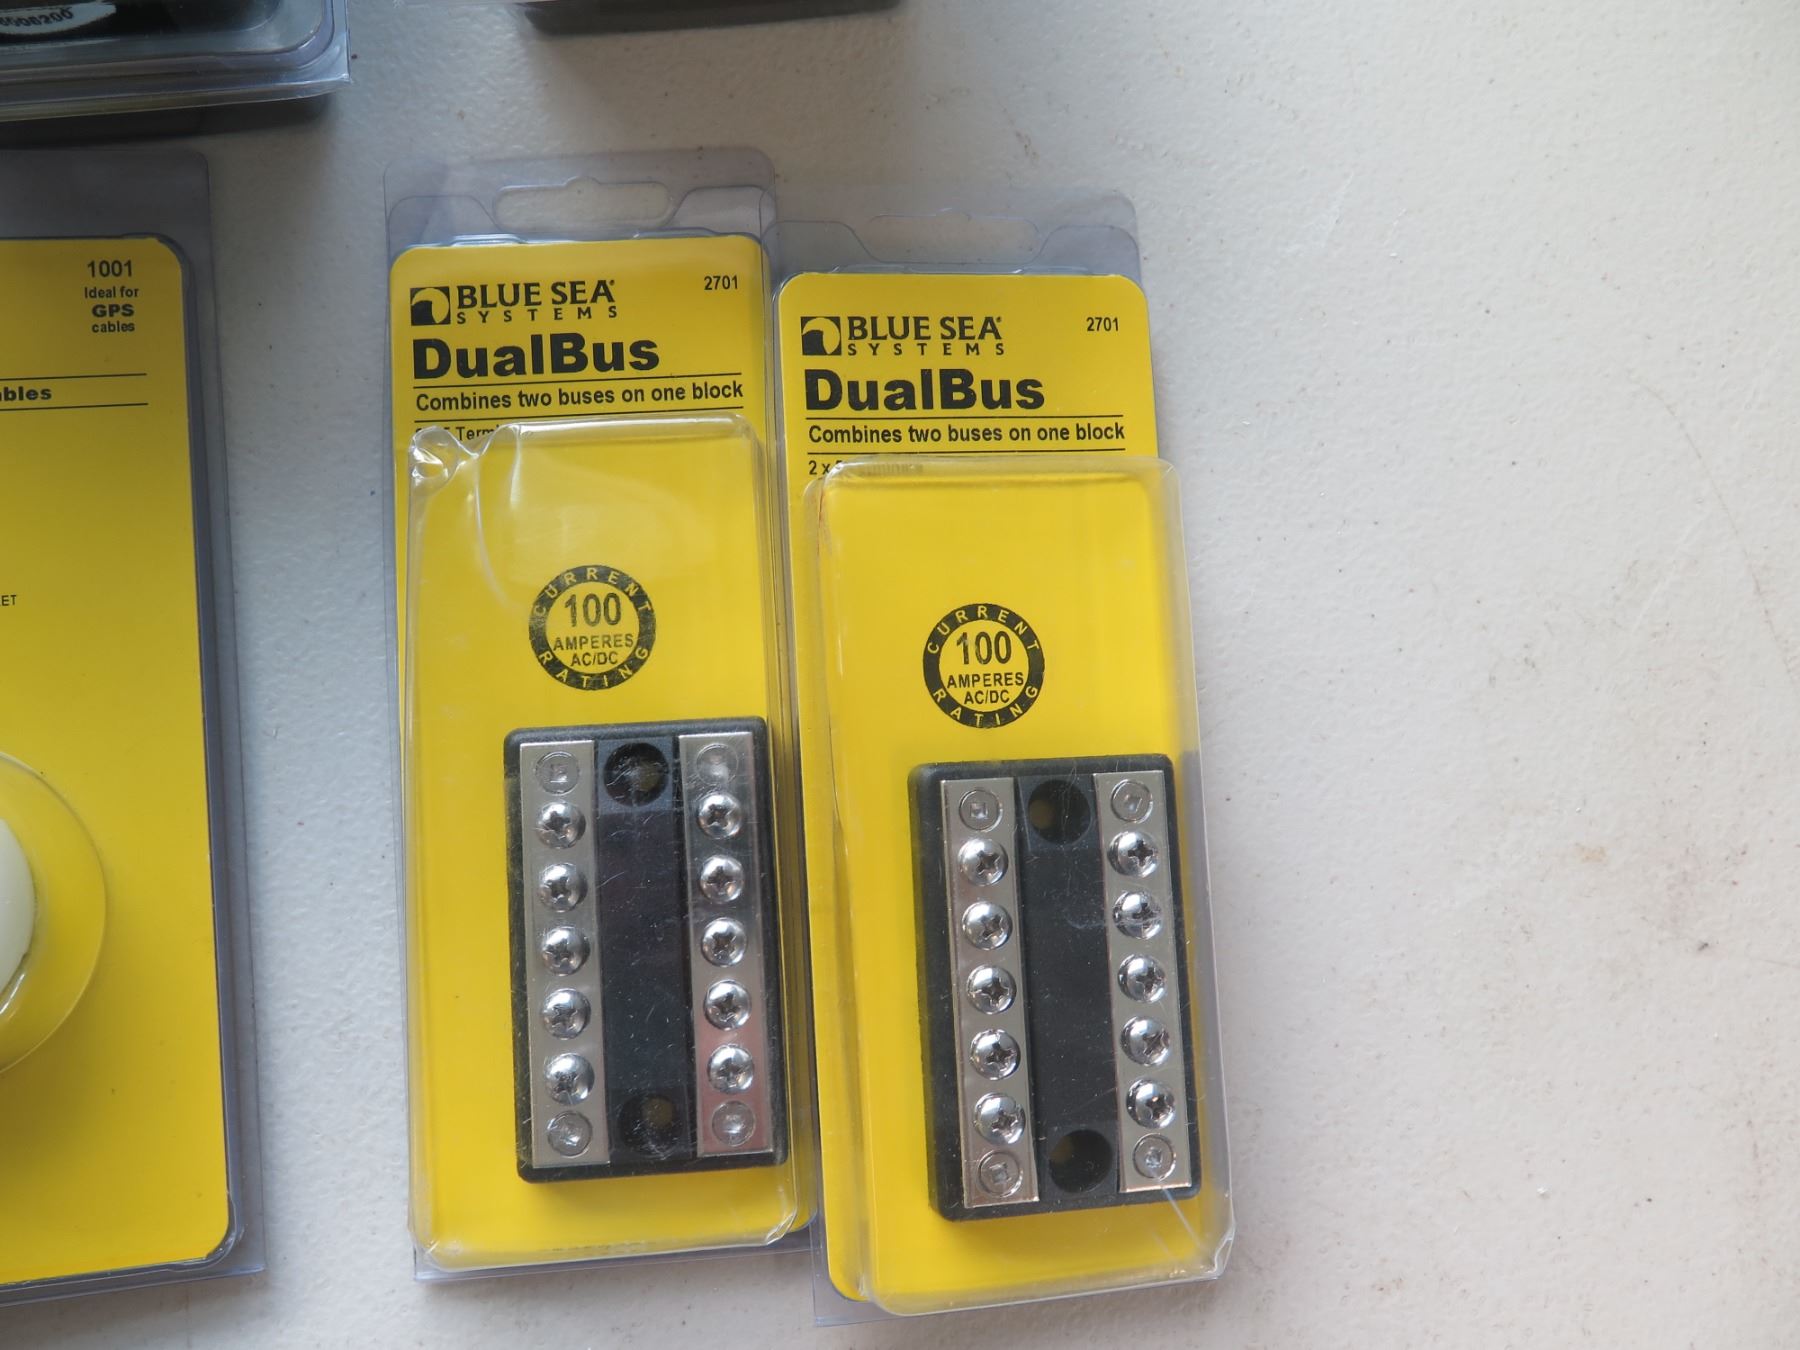 1001
Ideal for
GPS
cables
BLUE SEA
SYSTEMS
2701
DualBus
Combines two buses on one block
CURRENT
100
AMPERES
AC/DC
RATING
BLUE SEA
SYSTEMS
2701
DualBus
Combines two buses on one block
2 x 5
CURRENT
100
AMPERES
AC/DC
RATING